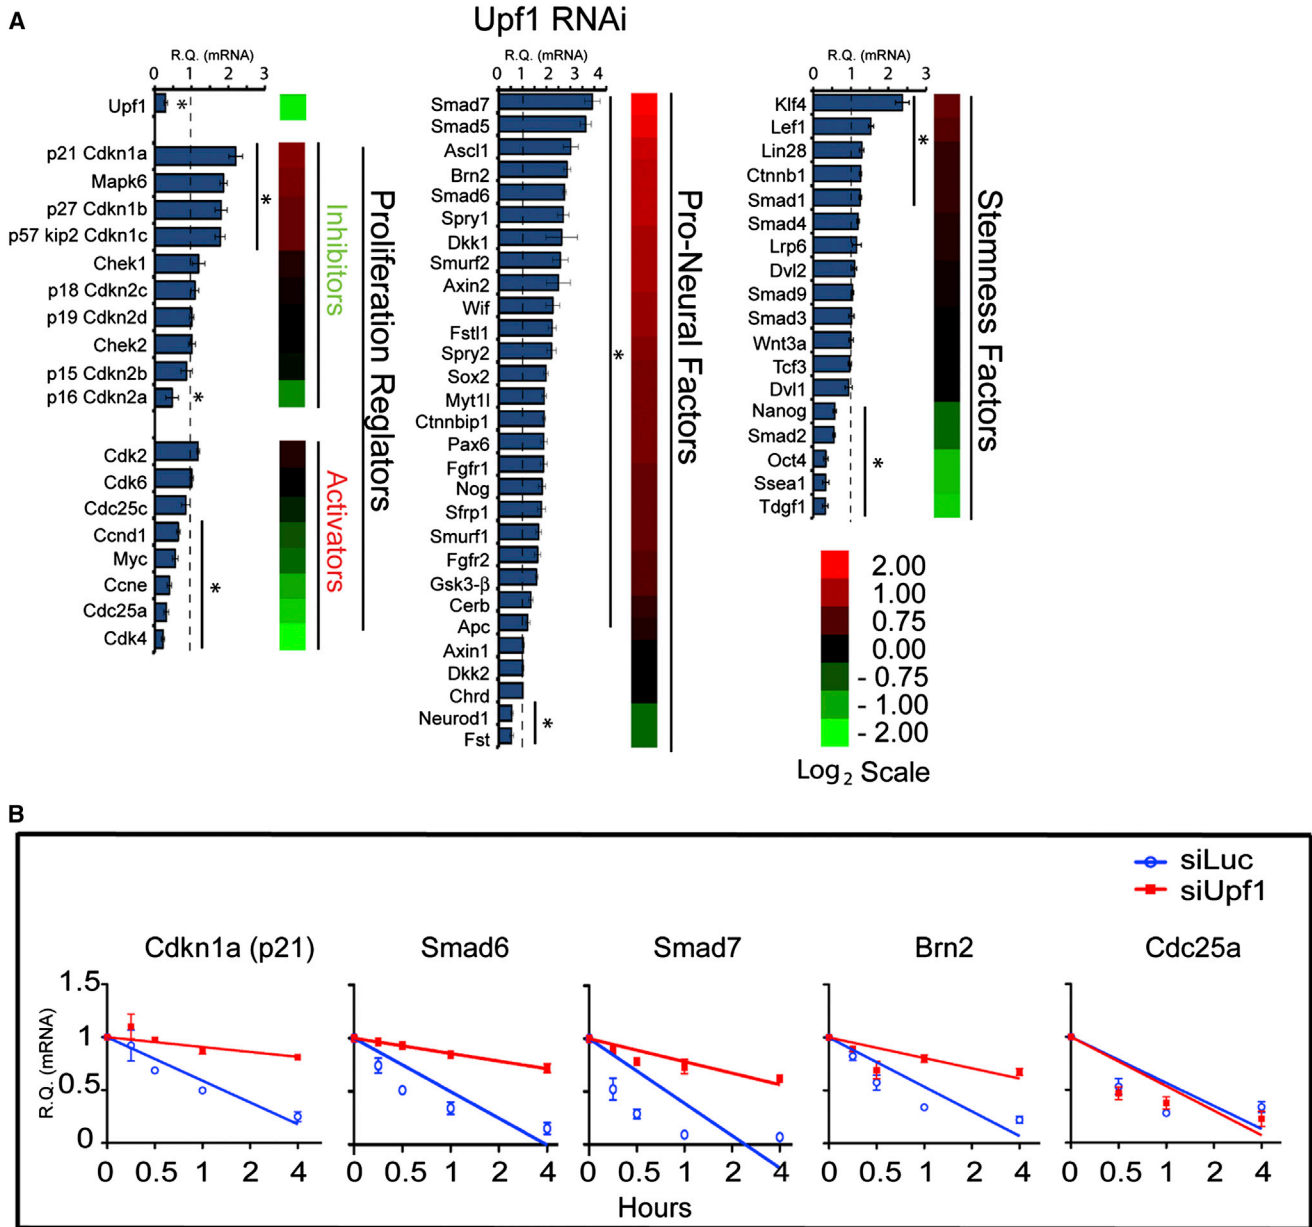 A
Upf1 RNAi
R.Q. (mRNA)
0 1 2 3
Upf1
*
p21 Cdkn1a
Mapk6
p27 Cdkn1b
p57 kip2 Cdkn1c
*
Chek1
p18 Cdkn2c
p19 Cdkn2d
Chek2
p15 Cdkn2b
p16 Cdkn2a
*
Inhibitors
Cdk2
Cdk6
Cdc25c
Ccnd1
Myc
Ccne
Cdc25a
Cdk4
*
Activators
Proliferation Reglators
R.Q. (mRNA)
0 1 2 3 4
Smad7
Smad5
Ascl1
Brn2
Smad6
Spry1
Dkk1
Smurf2
Axin2
Wif
Fstl1
Spry2
Sox2
Myt1l
Ctnnbip1
Pax6
Fgfr1
Nog
Sfrp1
Smurf1
Fgfr2
Gsk3-β
Cerb
Apc
*
Axin1
Dkk2
Chrd
Neurod1
Fst
*
Pro-Neural Factors
R.Q. (mRNA)
0 1 2 3
Klf4
Lef1
Lin28
Ctnnb1
Smad1
*
Smad4
Lrp6
Dvl2
Smad9
Smad3
Wnt3a
Tcf3
Dvl1
Nanog
Smad2
Oct4
Ssea1
Tdgf1
*
Stemness Factors
2.00
1.00
0.75
0.00
- 0.75
- 1.00
- 2.00
Log2 Scale
B
siLuc
siUpf1
Cdkn1a (p21)
Smad6
Smad7
Brn2
Cdc25a
R.Q. (mRNA)
1.5
1
0.5
0
0 0.5 1 2 4
0 0.5 1 2 4
0 0.5 1 2 4
0 0.5 1 2 4
0 0.5 1 2 4
Hours